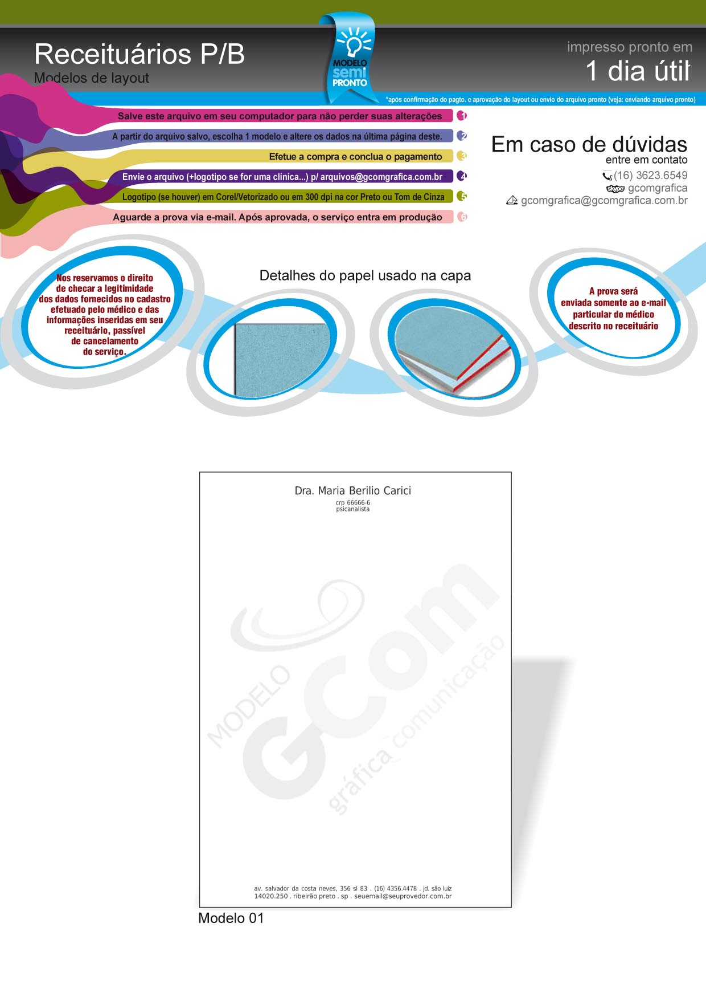 Receituários P/B
Modelos de layout
MODELO
semi
PRONTO
impresso pronto em
1 dia útil*
*após confirmação do pagto. e aprovação do layout ou envio do arquivo pronto (veja: enviando arquivo pronto)
Salve este arquivo em seu computador para não perder suas alterações 1
A partir do arquivo salvo, escolha 1 modelo e altere os dados na última página deste. 2
Efetue a compra e conclua o pagamento 3
Envie o arquivo (+logotipo se for uma clínica...) p/ arquivos@gcomgrafica.com.br 4
Logotipo (se houver) em Corel/Vetorizado ou em 300 dpi na cor Preto ou Tom de Cinza 5
Aguarde a prova via e-mail. Após aprovada, o serviço entra em produção 6
Em caso de dúvidas
entre em contato
(16) 3623.6549
skype gcomgrafica
gcomgrafica@gcomgrafica.com.br
Nos reservamos o direito
de checar a legitimidade
dos dados fornecidos no cadastro
efetuado pelo médico e das
informações inseridas em seu
receituário, passível
de cancelamento
do serviço.
Detalhes do papel usado na capa
A prova será
enviada somente ao e-mail
particular do médico
descrito no receituário
Dra. Maria Berilio Carici
crp 66666-6
psicanalista
MODELO
GCom
gráfica_comunicação
av. salvador da costa neves, 356 sl 83 . (16) 4356.4478 . jd. são luiz
14020.250 . ribeirão preto . sp . seuemail@seuprovedor.com.br
Modelo 01